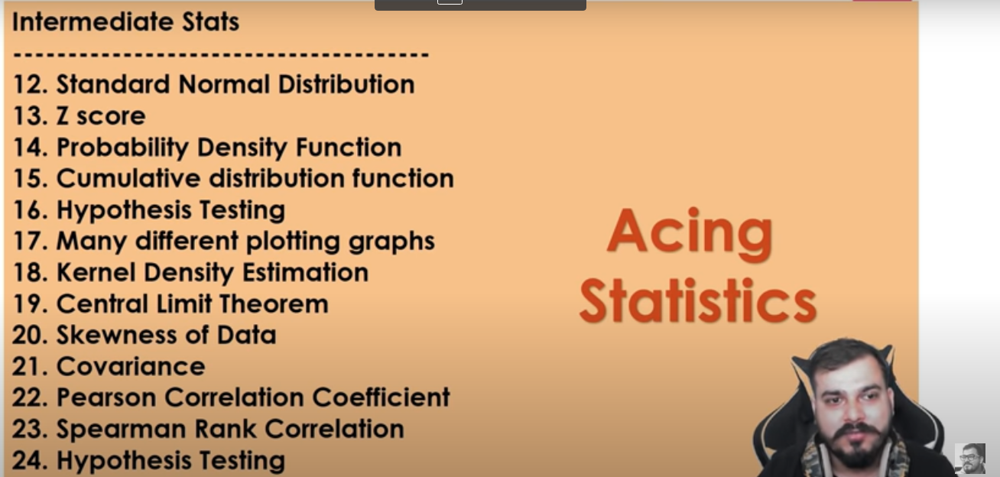 Intermediate Stats
---------------------------------------
12. Standard Normal Distribution
13. Z score
14. Probability Density Function
15. Cumulative distribution function
16. Hypothesis Testing
17. Many different plotting graphs
18. Kernel Density Estimation
19. Central Limit Theorem
20. Skewness of Data
21. Covariance
22. Pearson Correlation Coefficient
23. Spearman Rank Correlation
24. Hypothesis Testing
Acing
Statistics